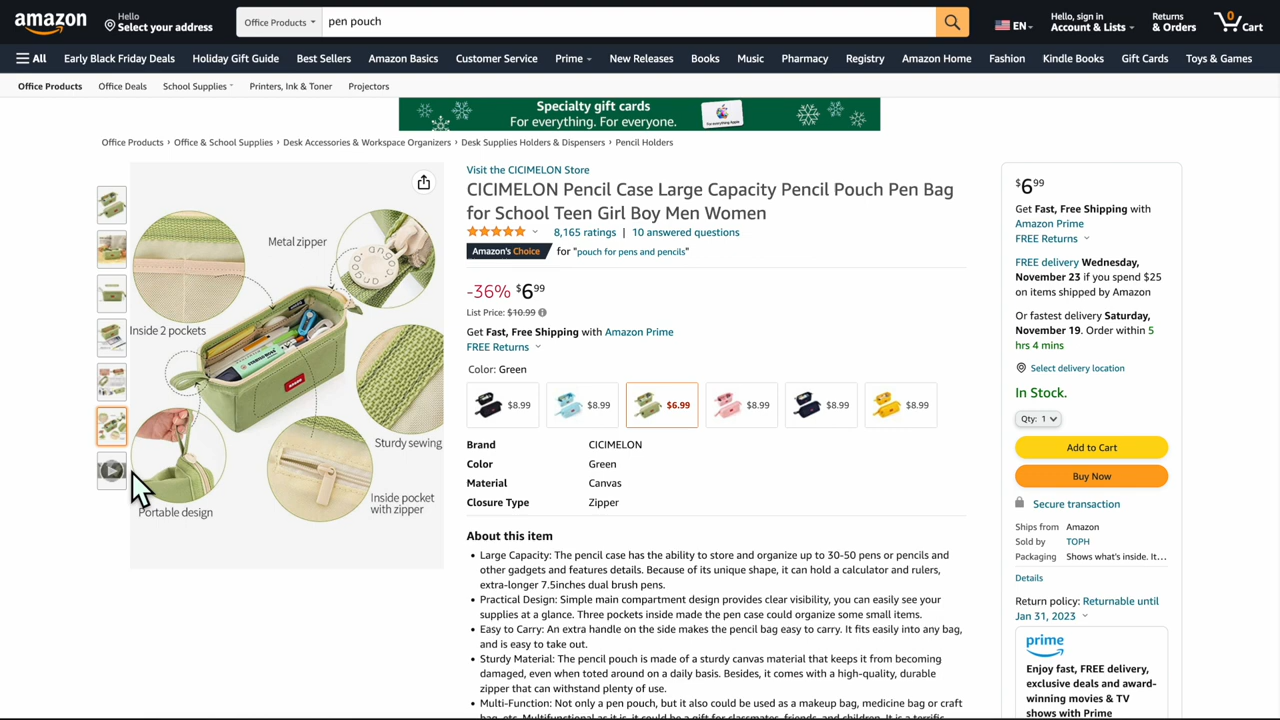 amazon
Hello
Select your address
Office Products
pen pouch
EN
Hello, sign in
Account & Lists
Returns
& Orders
0
Cart
All
Early Black Friday Deals
Holiday Gift Guide
Best Sellers
Amazon Basics
Customer Service
Prime
New Releases
Books
Music
Pharmacy
Registry
Amazon Home
Fashion
Kindle Books
Gift Cards
Toys & Games
Office Products
Office Deals
School Supplies
Printers, Ink & Toner
Projectors
Specialty gift cards
For everything. For everyone.
Office Products › Office & School Supplies › Desk Accessories & Workspace Organizers › Desk Supplies Holders & Dispensers › Pencil Holders
Metal zipper
Inside 2 pockets
Sturdy sewing
Inside pocket
with zipper
Portable design
Visit the CICIMELON Store
CICIMELON Pencil Case Large Capacity Pencil Pouch Pen Bag
for School Teen Girl Boy Men Women
8,165 ratings | 10 answered questions
Amazon's Choice for "pouch for pens and pencils"
-36% $6 99
List Price: $10.99
Get Fast, Free Shipping with Amazon Prime
FREE Returns
Color: Green
$8.99
$8.99
$6.99
$8.99
$8.99
$8.99
Brand CICIMELON
Color Green
Material Canvas
Closure Type Zipper
About this item
• Large Capacity: The pencil case has the ability to store and organize up to 30-50 pens or pencils and
other gadgets and features details. Because of its unique shape, it can hold a calculator and rulers,
extra-longer 7.5inches dual brush pens.
• Practical Design: Simple main compartment design provides clear visibility, you can easily see your
supplies at a glance. Three pockets inside made the pen case could organize some small items.
• Easy to Carry: An extra handle on the side makes the pencil bag easy to carry. It fits easily into any bag,
and is easy to take out.
• Sturdy Material: The pencil pouch is made of a sturdy canvas material that keeps it from becoming
damaged, even when toted around on a daily basis. Besides, it comes with a high-quality, durable
zipper that can withstand plenty of use.
• Multi-Function: Not only a pen pouch, but it also could be used as a makeup bag, medicine bag or craft
bag, etc. Multifunctional as it is, it could be a gift for classmates, friends, and children. It is a terrific
$6 99
Get Fast, Free Shipping with
Amazon Prime
FREE Returns
FREE delivery Wednesday,
November 23 if you spend $25
on items shipped by Amazon
Or fastest delivery Saturday,
November 19. Order within 5
hrs 4 mins
Select delivery location
In Stock.
Qty: 1
Add to Cart
Buy Now
Secure transaction
Ships from Amazon
Sold by TOPH
Packaging Shows what's inside. It…
Details
Return policy: Returnable until
Jan 31, 2023
prime
Enjoy fast, FREE delivery,
exclusive deals and award-
winning movies & TV
shows with Prime